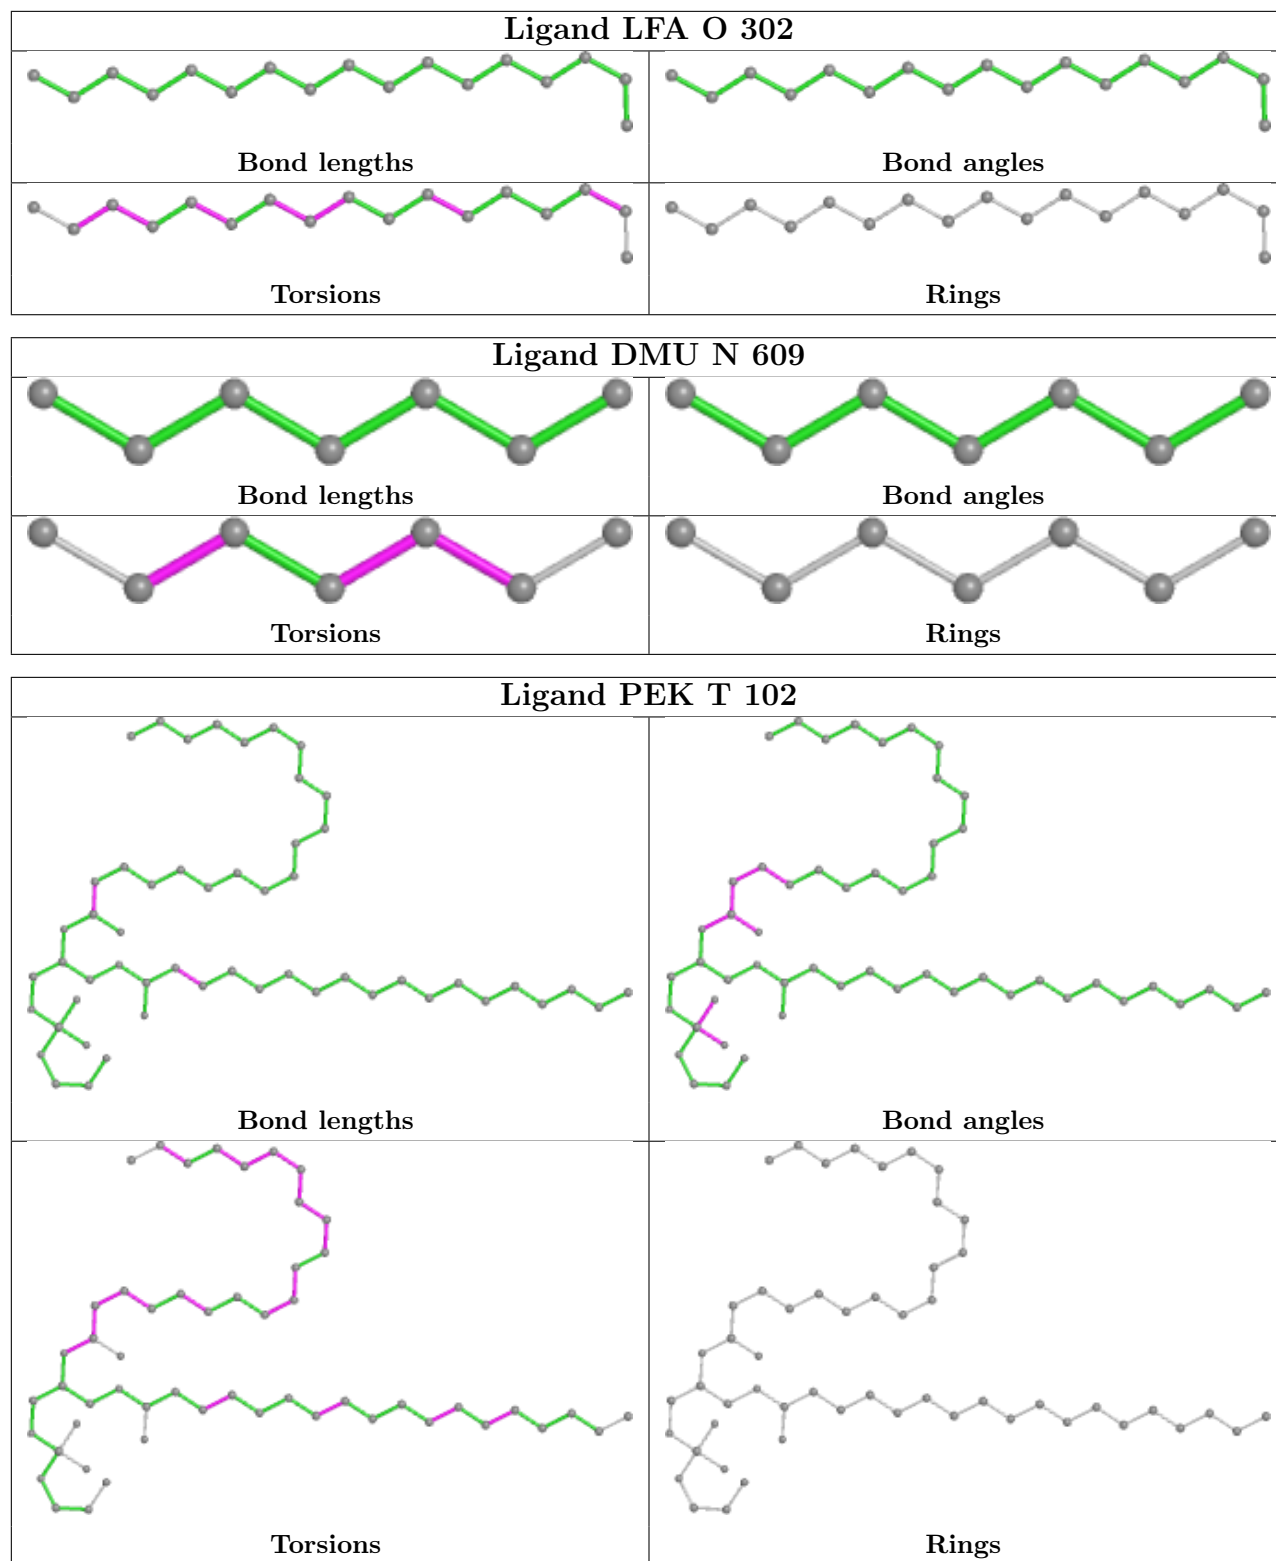 Ligand LFA O 302
Bond lengths
Bond angles
Torsions
Rings
Ligand DMU N 609
Bond lengths
Bond angles
Torsions
Rings
Ligand PEK T 102
Bond lengths
Bond angles
Torsions
Rings